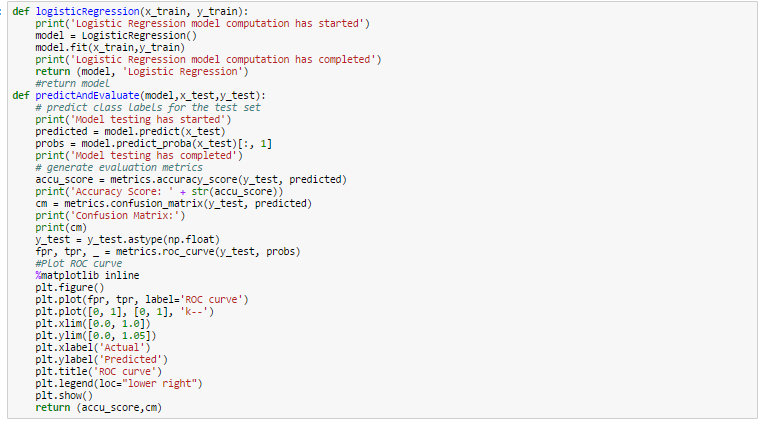 def logisticRegression(x_train, y_train):
    print('Logistic Regression model computation has started')
    model = LogisticRegression()
    model.fit(x_train,y_train)
    print('Logistic Regression model computation has completed')
    return (model, 'Logistic Regression')
    #return model
def predictAndEvaluate(model,x_test,y_test):
    # predict class labels for the test set
    print('Model testing has started')
    predicted = model.predict(x_test)
    probs = model.predict_proba(x_test)[:, 1]
    print('Model testing has completed')
    # generate evaluation metrics
    accu_score = metrics.accuracy_score(y_test, predicted)
    print('Accuracy Score: ' + str(accu_score))
    cm = metrics.confusion_matrix(y_test, predicted)
    print('Confusion Matrix:')
    print(cm)
    y_test = y_test.astype(np.float)
    fpr, tpr, _ = metrics.roc_curve(y_test, probs)
    #Plot ROC curve
    %matplotlib inline
    plt.figure()
    plt.plot(fpr, tpr, label='ROC curve')
    plt.plot([0, 1], [0, 1], 'k--')
    plt.xlim([0.0, 1.0])
    plt.ylim([0.0, 1.05])
    plt.xlabel('Actual')
    plt.ylabel('Predicted')
    plt.title('ROC curve')
    plt.legend(loc="lower right")
    plt.show()
    return (accu_score,cm)